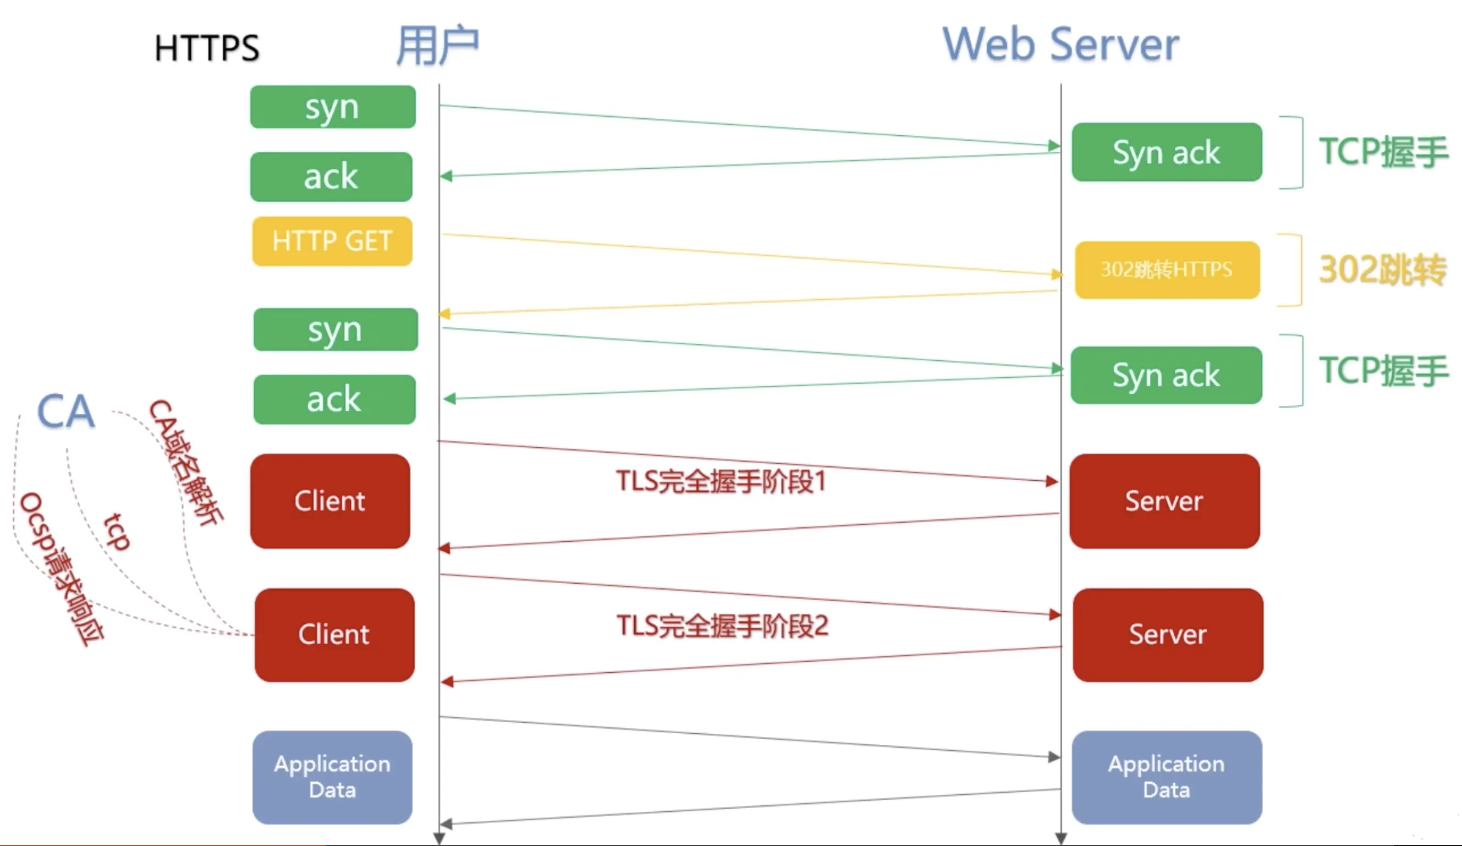 HTTPS
用户
Web Server
syn
Syn ack
TCP握手
ack
HTTP GET
302跳转HTTPS
302跳转
syn
Syn ack
TCP握手
ack
CA
CA域名解析
tcp
Ocsp请求响应
Client
TLS完全握手阶段1
Server
Client
TLS完全握手阶段2
Server
Application
Data
Application
Data